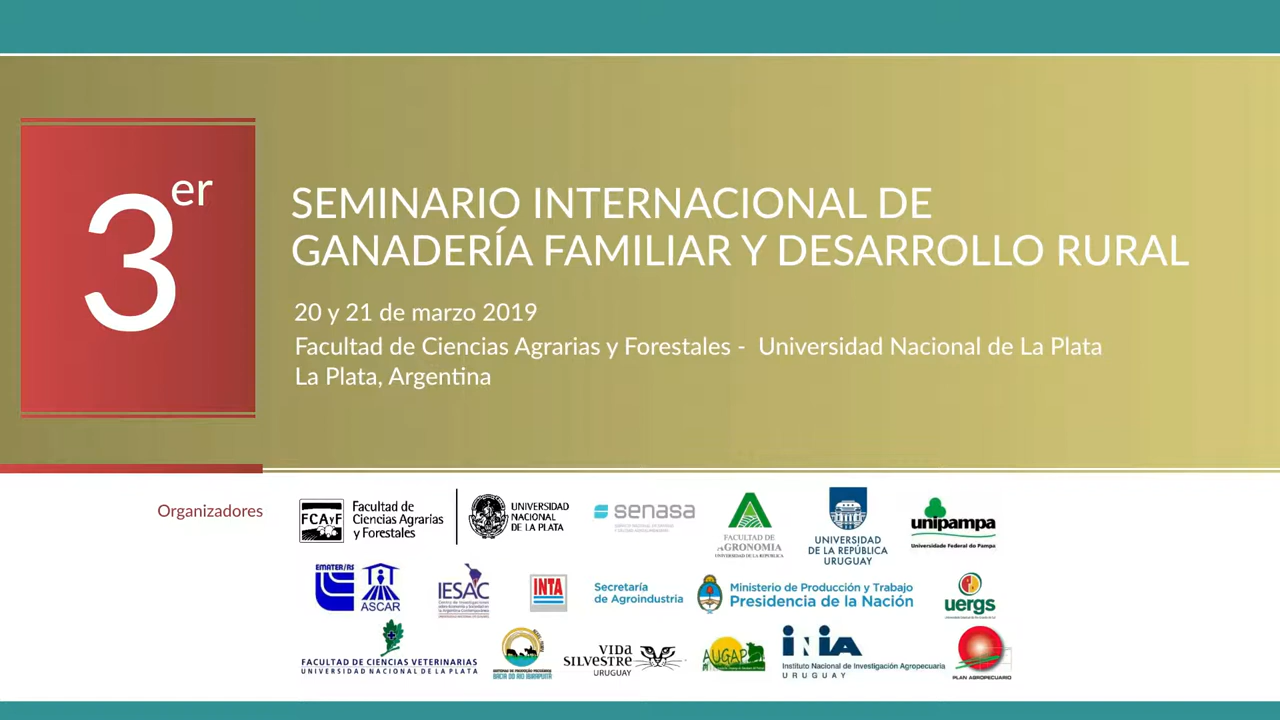 3er
SEMINARIO INTERNACIONAL DE
GANADERÍA FAMILIAR Y DESARROLLO RURAL
20 y 21 de marzo 2019
Facultad de Ciencias Agrarias y Forestales - Universidad Nacional de La Plata
La Plata, Argentina
Organizadores
FCAyF
Facultad de
Ciencias Agrarias
y Forestales
UNIVERSIDAD
NACIONAL
DE LA PLATA
senasa
FACULTAD DE
AGRONOMIA
UNIVERSIDAD DE LA REPUBLICA
UNIVERSIDAD
DE LA REPÚBLICA
URUGUAY
unipampa
Universidade Federal do Pampa
EMATER/RS
ASCAR
IESAC
INTA
Secretaría
de Agroindustria
Ministerio de Producción y Trabajo
Presidencia de la Nación
uergs
FACULTAD DE CIENCIAS VETERINARIAS
UNIVERSIDAD NACIONAL DE LA PLATA
VIDA
SILVESTRE
URUGUAY
AUGAP
INIA
Instituto Nacional de Investigación Agropecuaria
URUGUAY
PLAN AGROPECUARIO